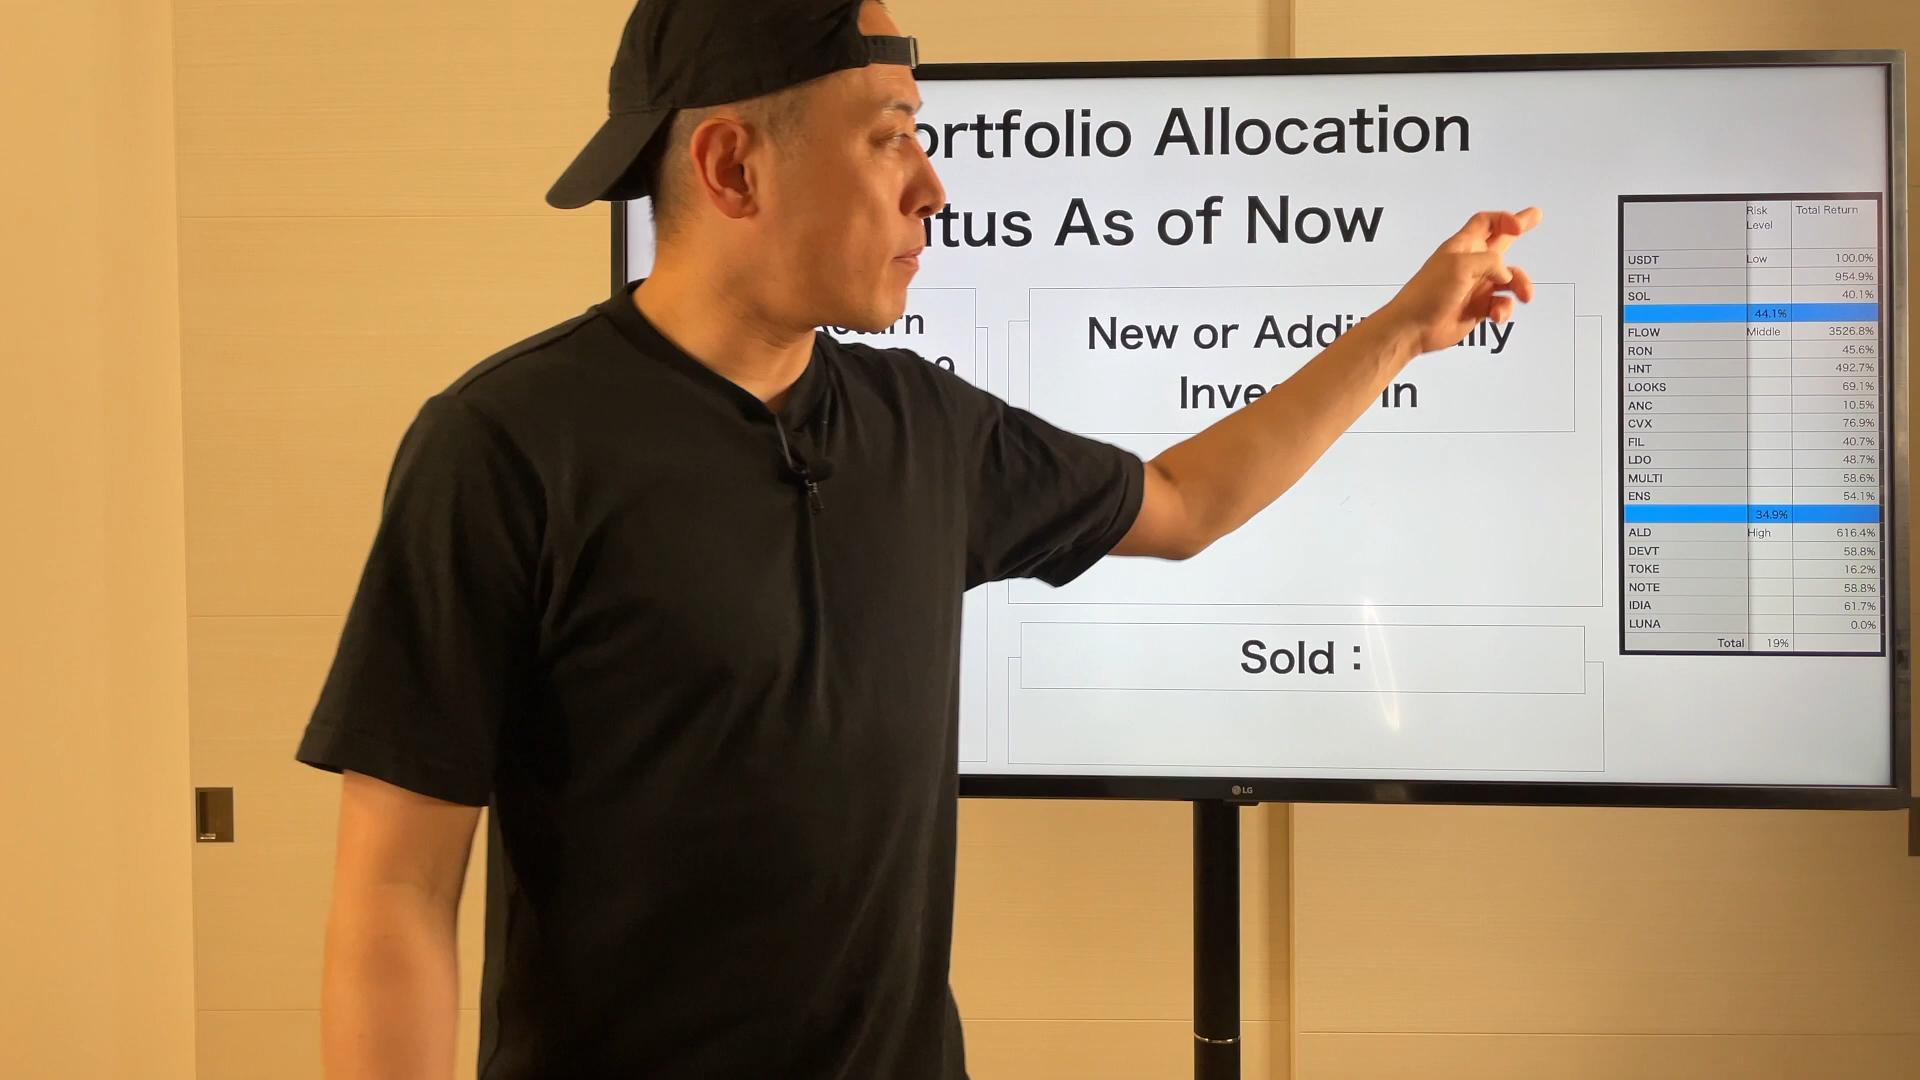 ortfolio Allocation
tus As of Now
New or Addi lly
Inve in
Sold :
Risk Level Total Return
USDT Low 100.0%
ETH 954.9%
SOL 40.1%
44.1%
FLOW Middle 3526.8%
RON 45.6%
HNT 492.7%
LOOKS 69.1%
ANC 10.5%
CVX 76.9%
FIL 40.7%
LDO 48.7%
MULTI 58.6%
ENS 54.1%
34.9%
ALD High 616.4%
DEVT 58.8%
TOKE 16.2%
NOTE 58.8%
IDIA 61.7%
LUNA 0.0%
Total 19%
LG